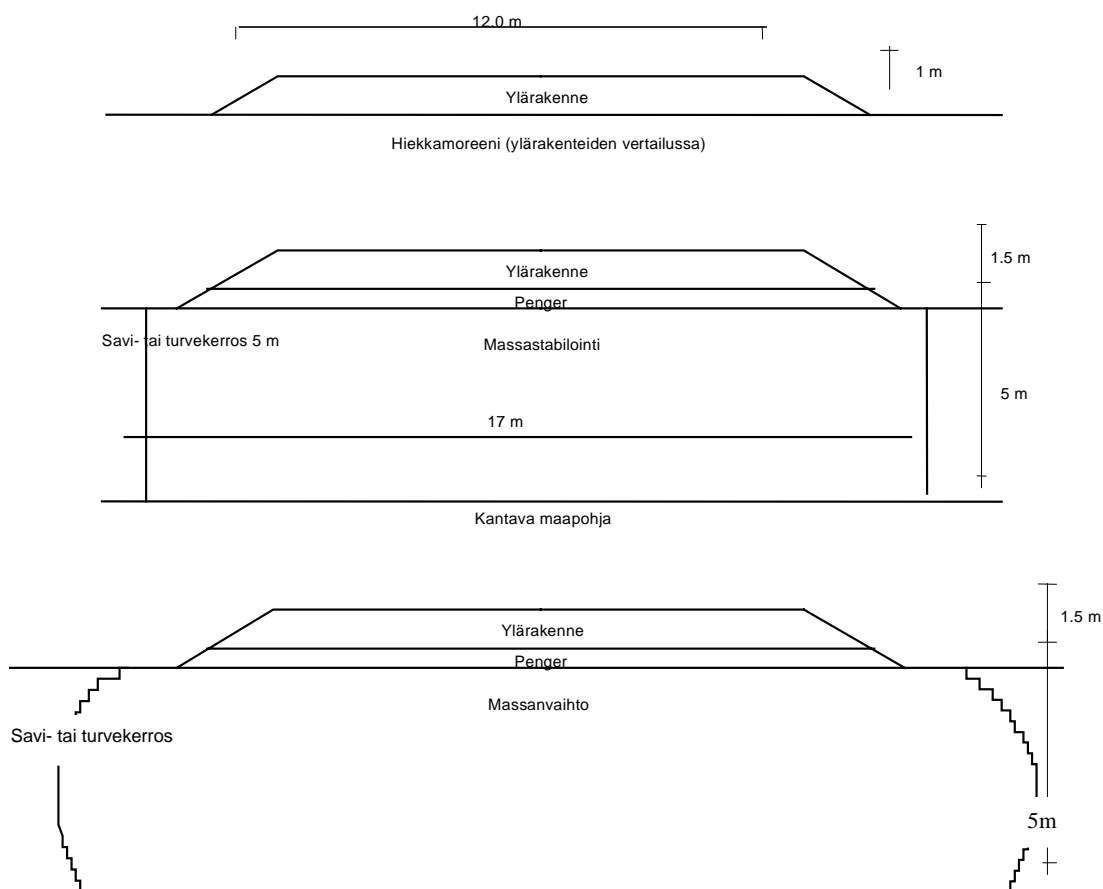 12.0 m
1 m
Ylärakenne
Hiekkamoreeni (ylärakenteiden vertailussa)
1.5 m
Ylärakenne
Penger
Savi- tai turvekerros 5 m
Massastabilointi
5 m
17 m
Kantava maapohja
1.5 m
Ylärakenne
Penger
Massanvaihto
Savi- tai turvekerros
5m